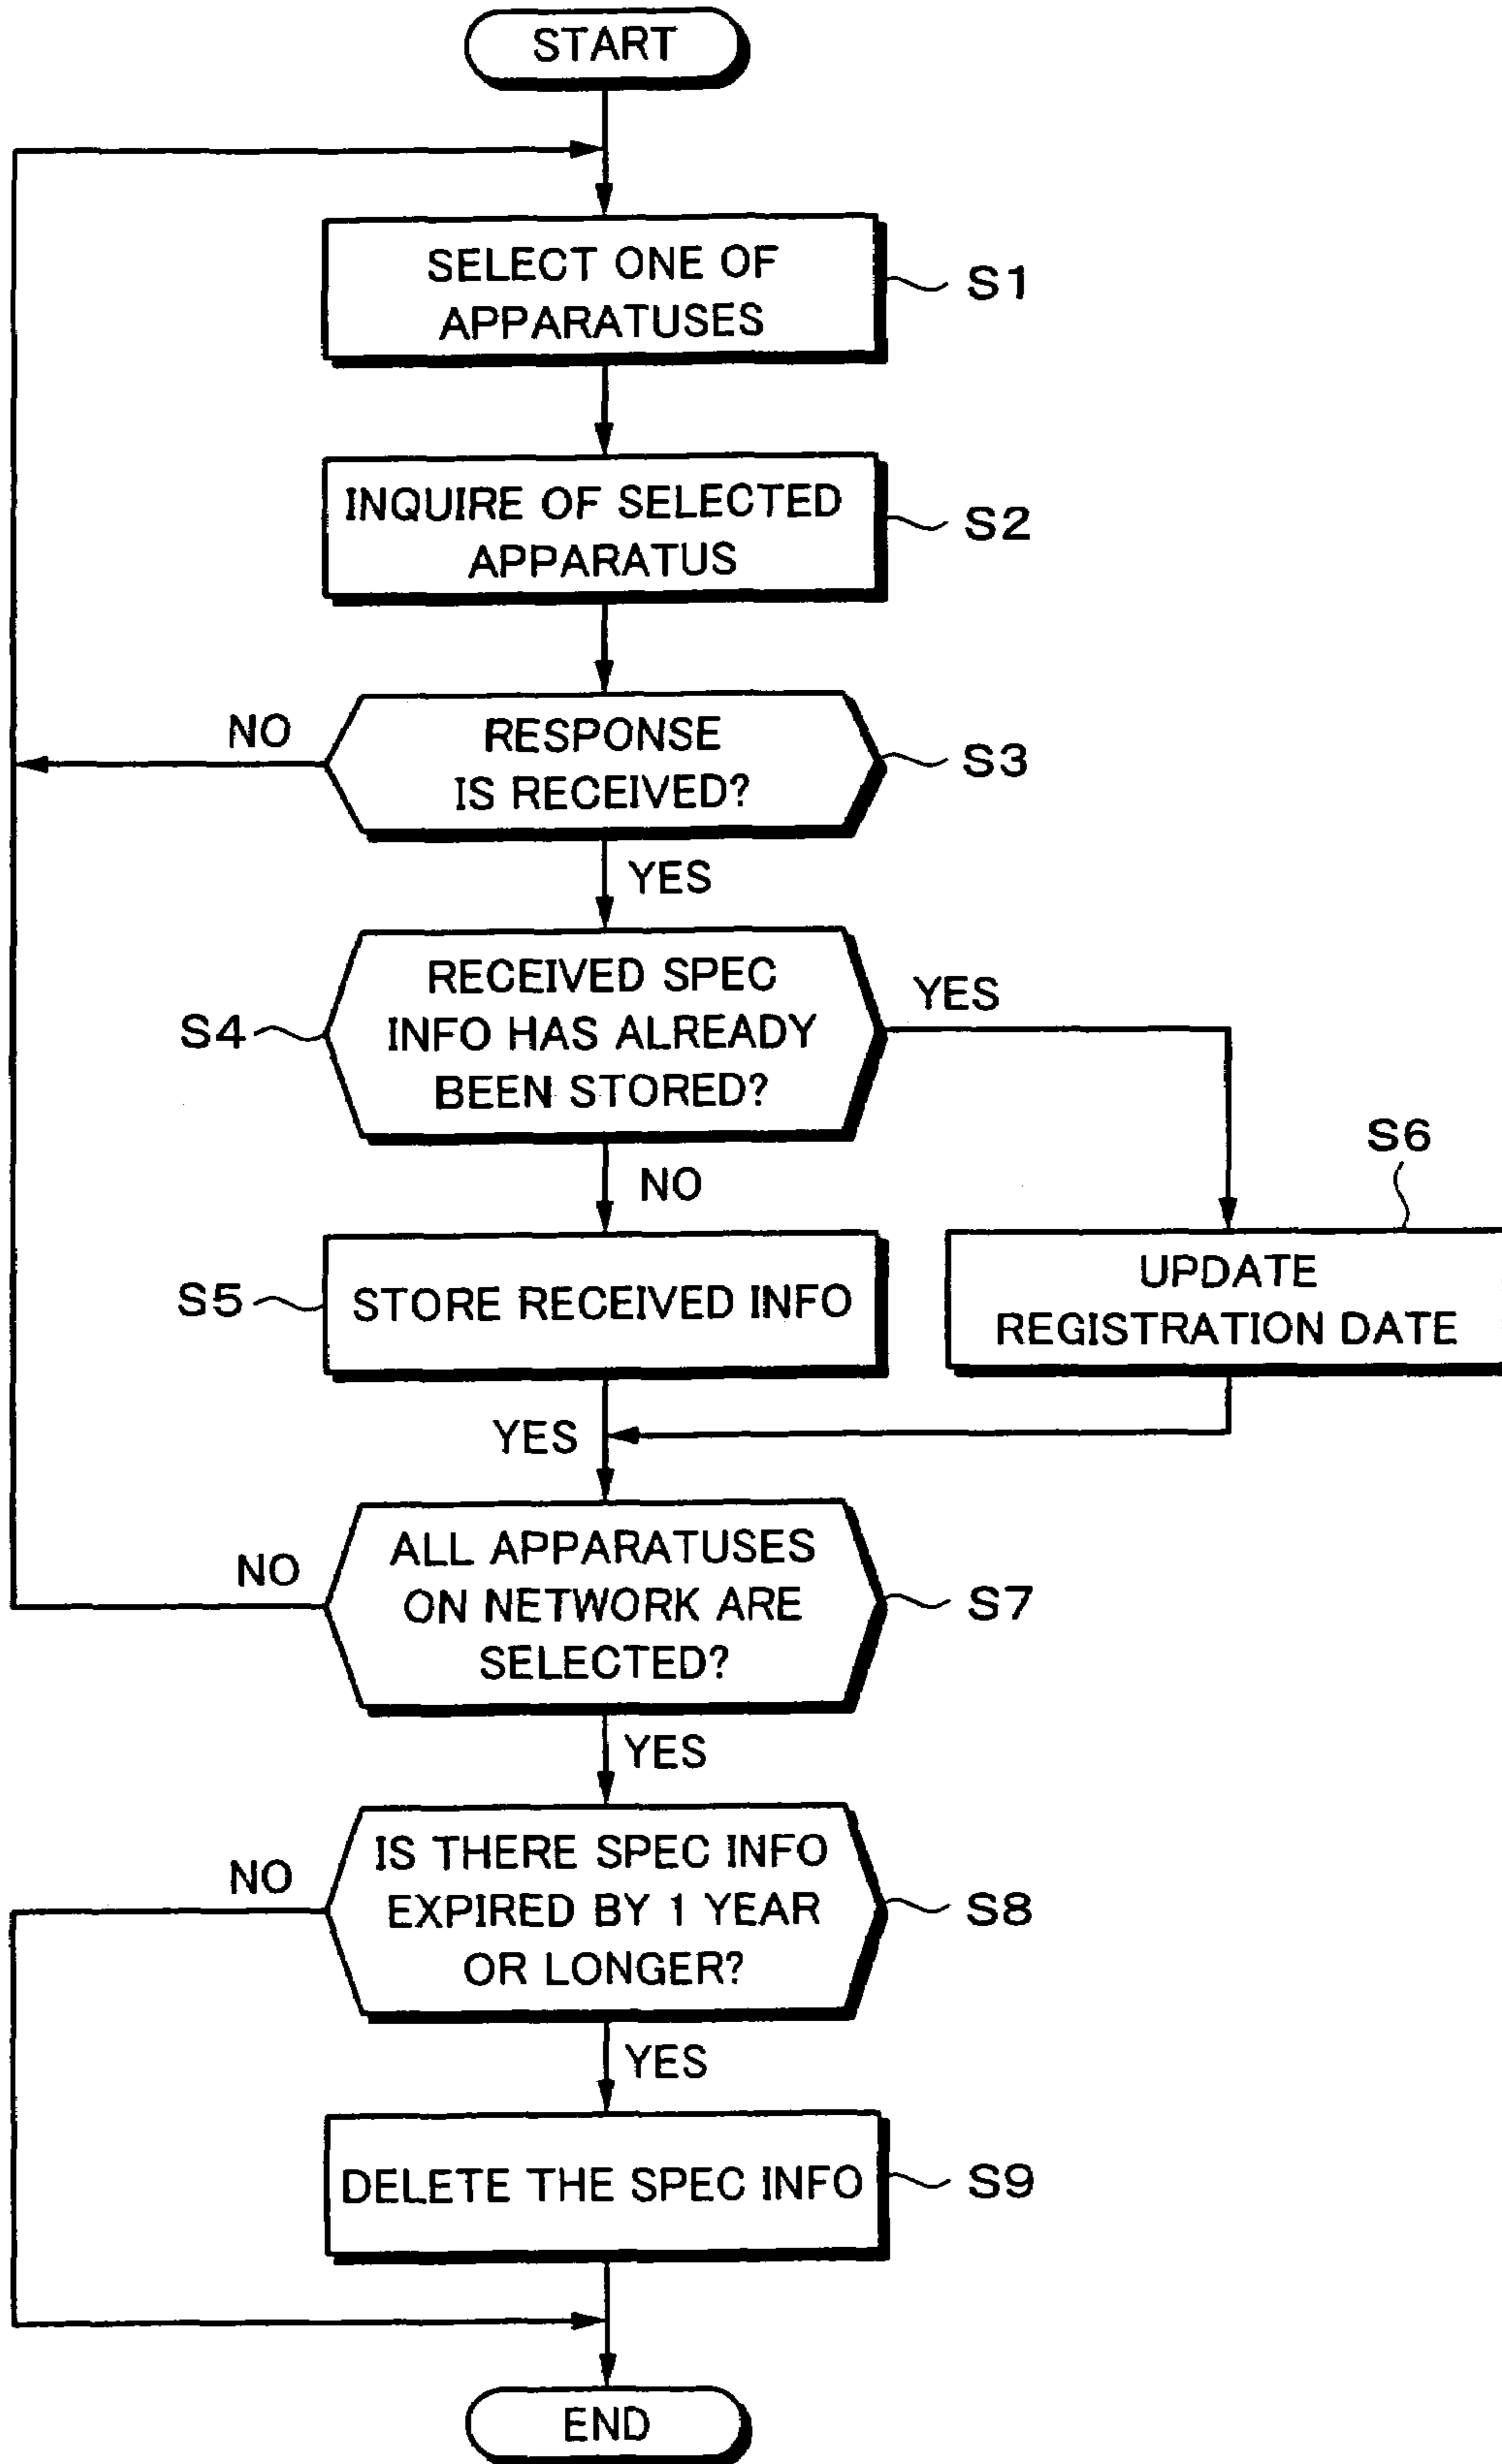 START
SELECT ONE OF
APPARATUSES
S1
INQUIRE OF SELECTED
APPARATUS
S2
NO
RESPONSE
IS RECEIVED?
S3
YES
S4
RECEIVED SPEC
INFO HAS ALREADY
BEEN STORED?
YES
NO
S6
S5
STORE RECEIVED INFO
UPDATE
REGISTRATION DATE
YES
NO
ALL APPARATUSES
ON NETWORK ARE
SELECTED?
S7
YES
NO
IS THERE SPEC INFO
EXPIRED BY 1 YEAR
OR LONGER?
S8
YES
DELETE THE SPEC INFO
S9
END